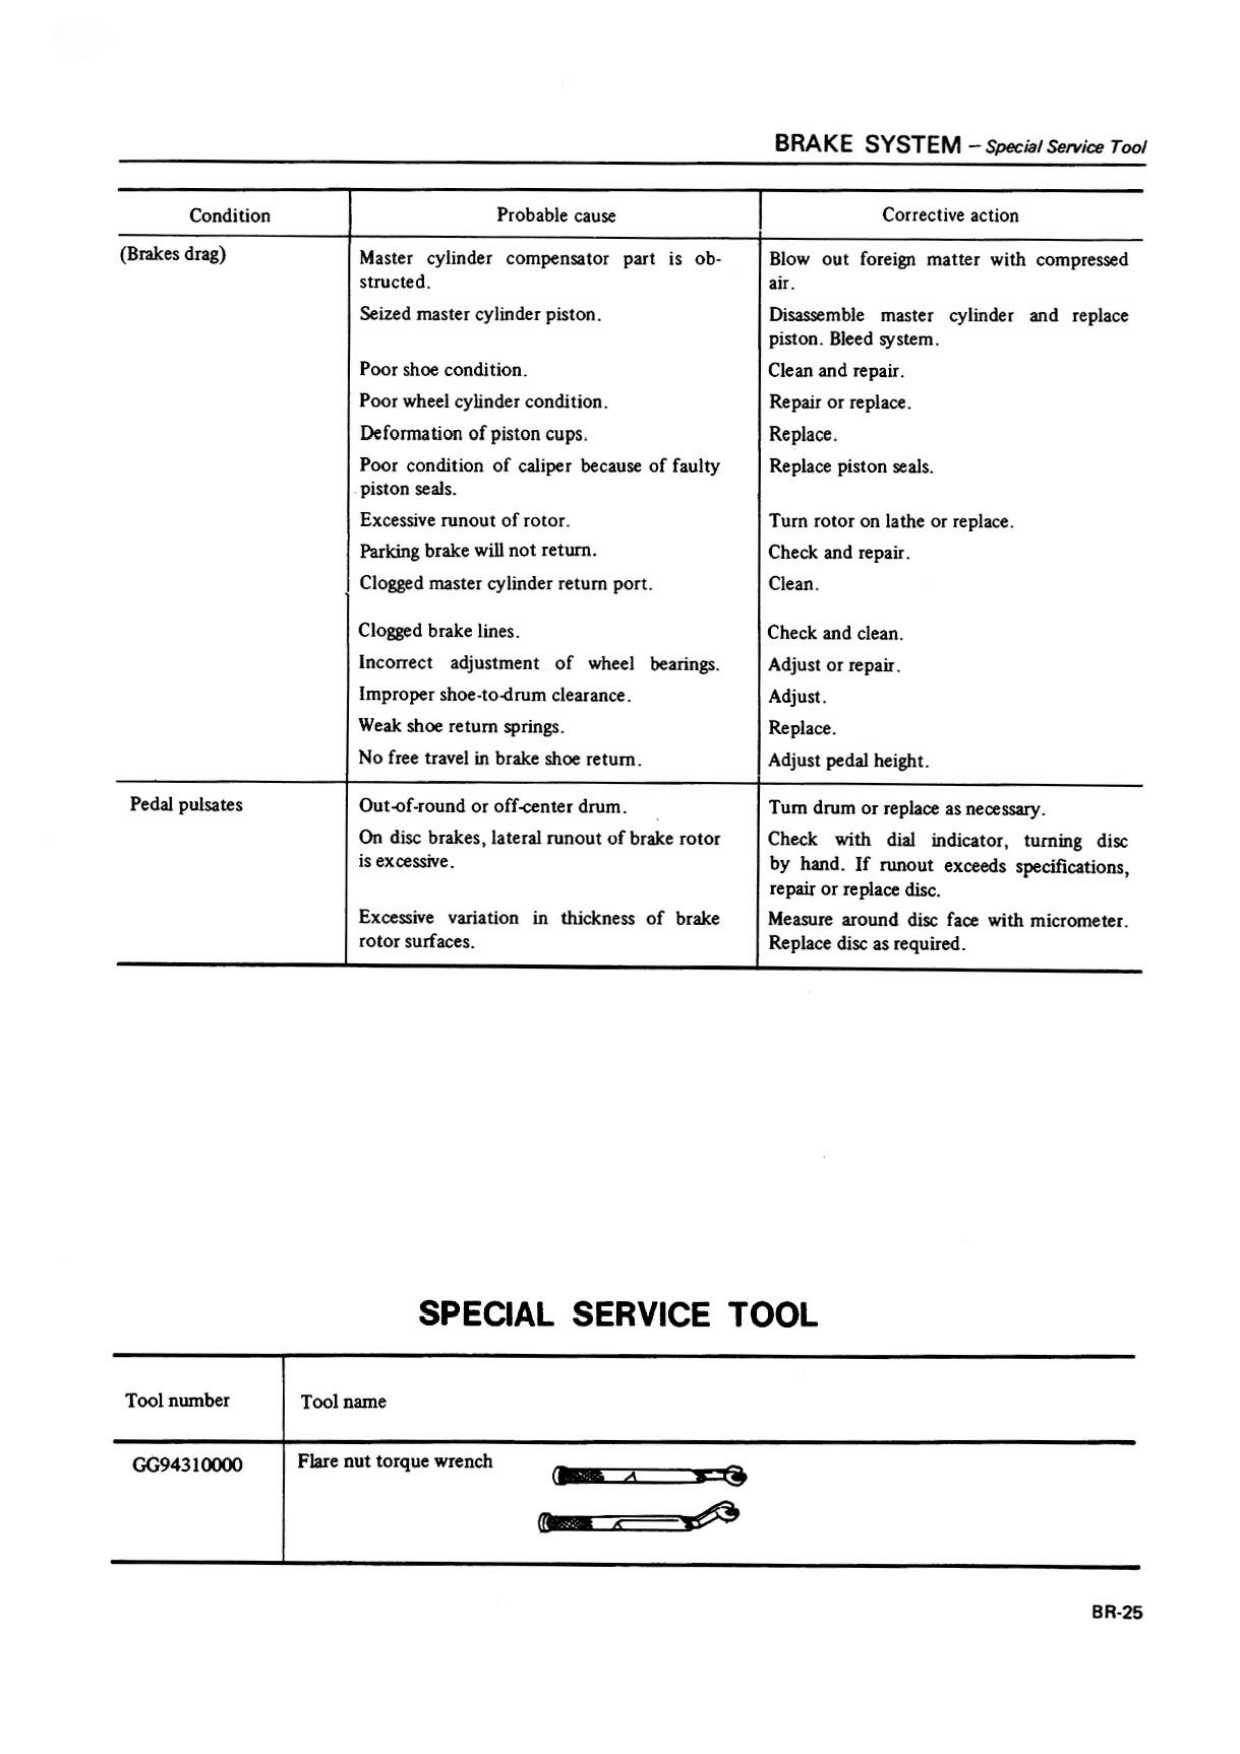 BRAKE SYSTEM – Special Service Tool
Condition Probable cause Corrective action
(Brakes drag) Master cylinder compensator part is ob- Blow out foreign matter with compressed
structed. air.
Seized master cylinder piston. Disassemble master cylinder and replace
piston. Bleed system.
Poor shoe condition. Clean and repair.
Poor wheel cylinder condition. Repair or replace.
Deformation of piston cups. Replace.
Poor condition of caliper because of faulty Replace piston seals.
piston seals.
Excessive runout of rotor. Turn rotor on lathe or replace.
Parking brake will not return. Check and repair.
Clogged master cylinder return port. Clean.
Clogged brake lines. Check and clean.
Incorrect adjustment of wheel bearings. Adjust or repair.
Improper shoe-to-drum clearance. Adjust.
Weak shoe return springs. Replace.
No free travel in brake shoe return. Adjust pedal height.
Pedal pulsates Out-of-round or off-center drum. Turn drum or replace as necessary.
On disc brakes, lateral runout of brake rotor Check with dial indicator, turning disc
is excessive. by hand. If runout exceeds specifications,
repair or replace disc.
Excessive variation in thickness of brake Measure around disc face with micrometer.
rotor surfaces. Replace disc as required.
SPECIAL SERVICE TOOL
Tool number Tool name
GG94310000 Flare nut torque wrench
BR-25